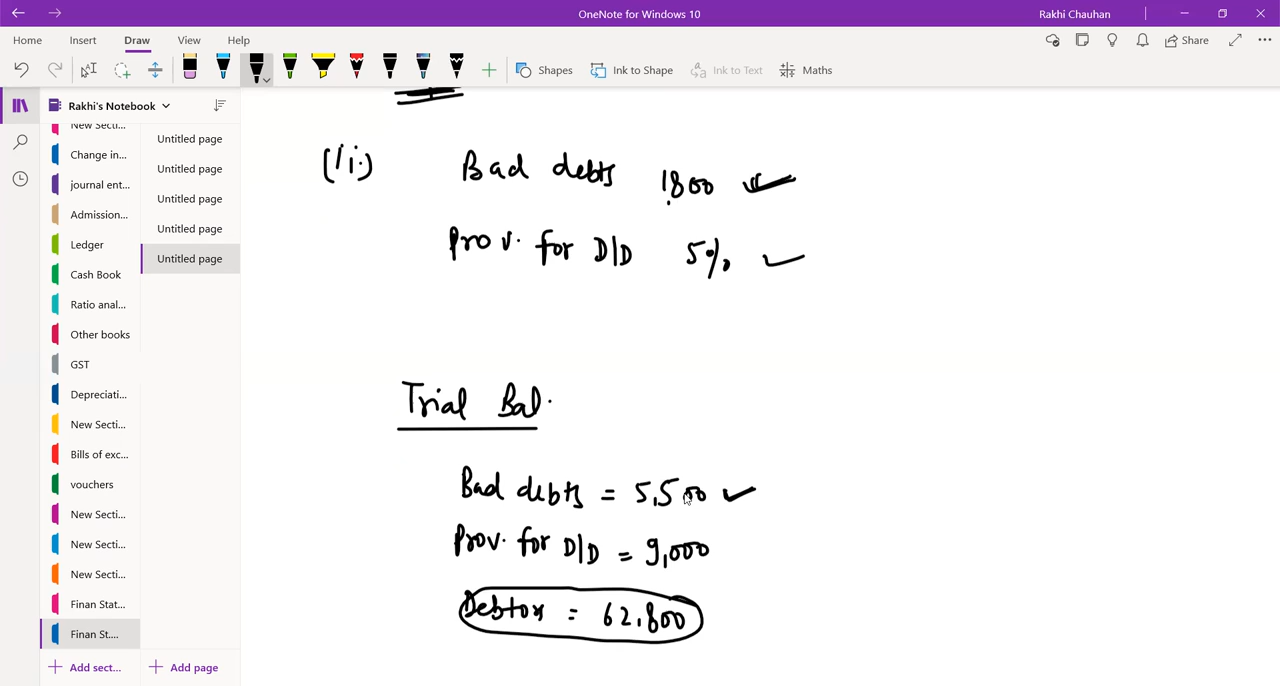 OneNote for Windows 10
Rakhi Chauhan
Home
Insert
Draw
View
Help
Share
Shapes
Ink to Shape
Ink to Text
Maths
Rakhi's Notebook
New Secti...
Change in...
journal ent...
Admission...
Ledger
Cash Book
Ratio anal...
Other books
GST
Depreciati...
New Secti...
Bills of exc...
vouchers
New Secti...
New Secti...
New Secti...
Finan Stat...
Finan St....
Add sect...
Untitled page
Untitled page
Untitled page
Untitled page
Untitled page
Add page
Bad debts 1,800
Prov. for D/D 5%
Trial Bal.
Bad debts = 5,500
Prov. for D/D = 9,000
Debtors = 62,800